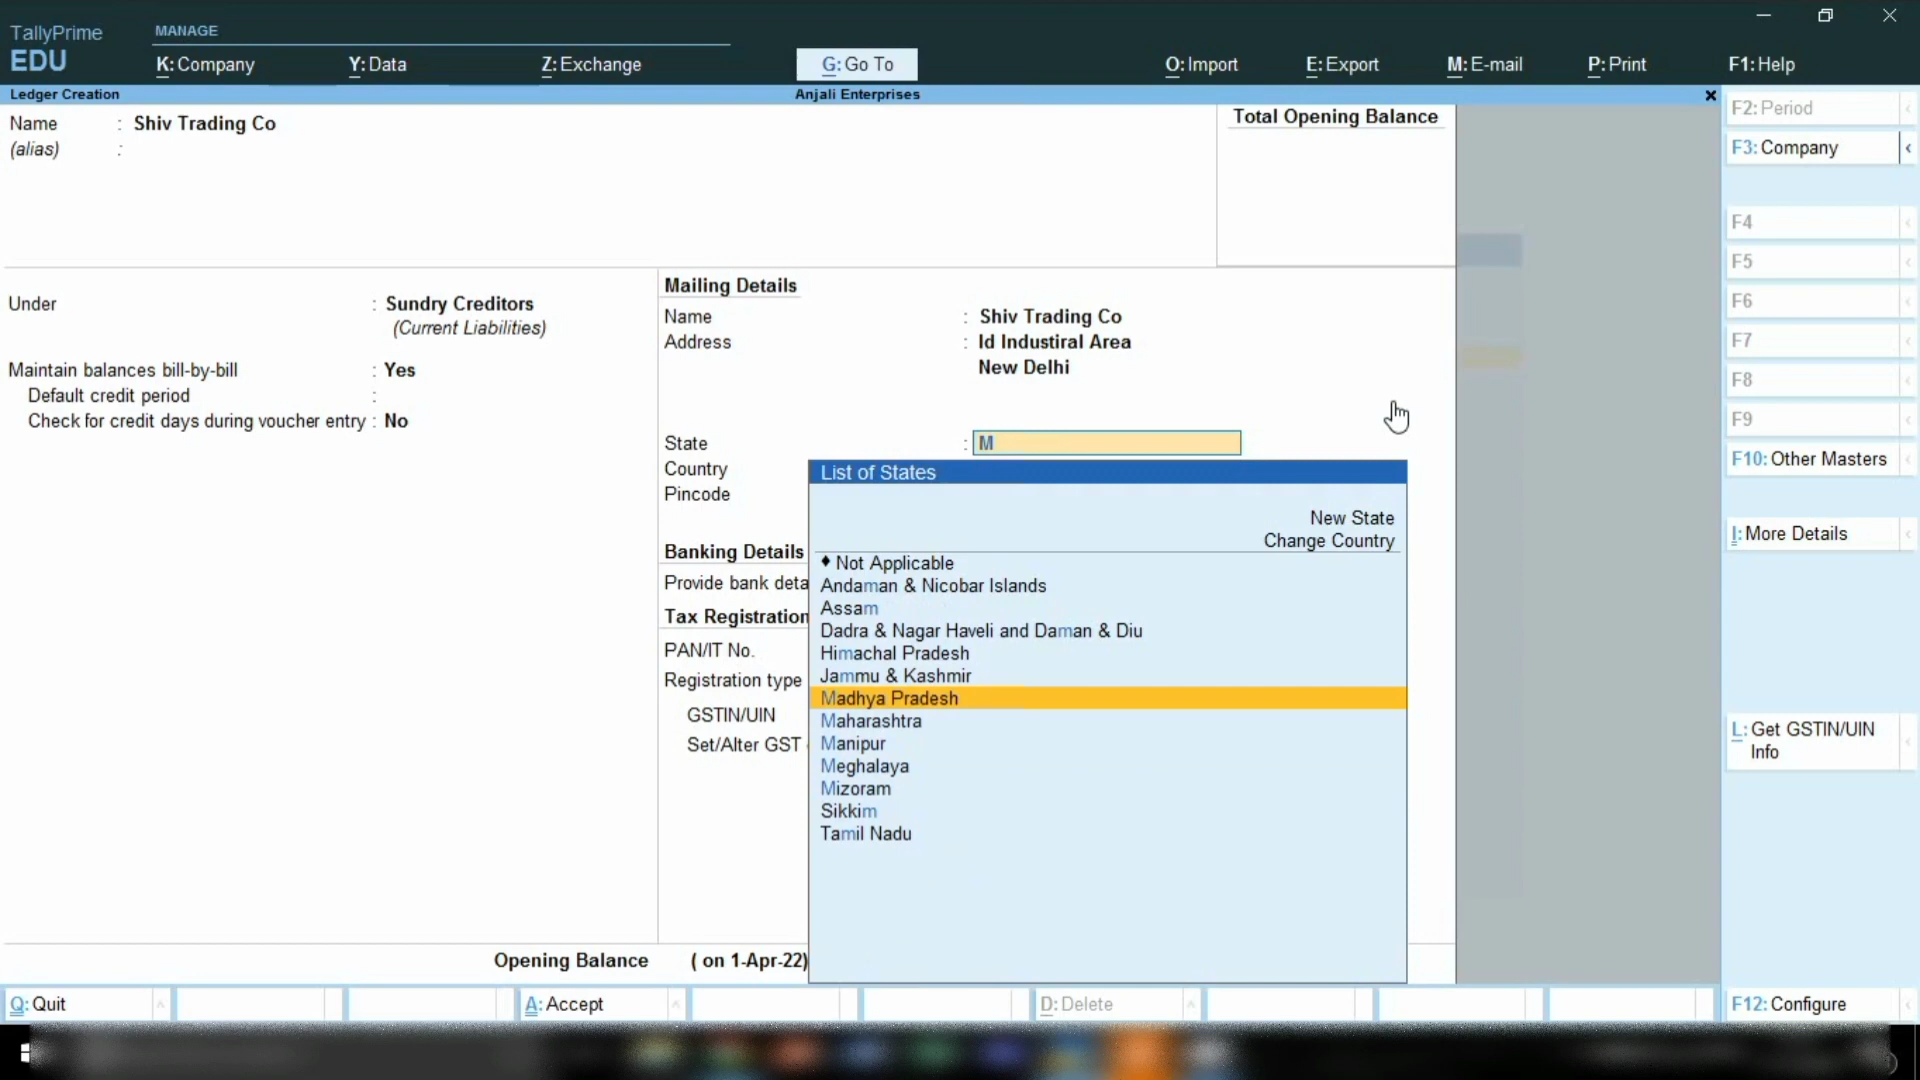 TallyPrime
EDU
MANAGE
K: Company
Y: Data
Z: Exchange
G: Go To
O: Import
E: Export
M: E-mail
P: Print
F1: Help
Ledger Creation
Anjali Enterprises
Name : Shiv Trading Co
(alias) :
Total Opening Balance
Under : Sundry Creditors
(Current Liabilities)
Maintain balances bill-by-bill : Yes
Default credit period :
Check for credit days during voucher entry : No
Mailing Details
Name : Shiv Trading Co
Address : Id Industiral Area
New Delhi
State : M
Country
Pincode
Banking Details
Provide bank deta
Tax Registration
PAN/IT No.
Registration type
GSTIN/UIN
Set/Alter GST
List of States
New State
Change Country
♦ Not Applicable
Andaman & Nicobar Islands
Assam
Dadra & Nagar Haveli and Daman & Diu
Himachal Pradesh
Jammu & Kashmir
Madhya Pradesh
Maharashtra
Manipur
Meghalaya
Mizoram
Sikkim
Tamil Nadu
Opening Balance ( on 1-Apr-22)
F2: Period
F3: Company
F4
F5
F6
F7
F8
F9
F10: Other Masters
I: More Details
L: Get GSTIN/UIN
Info
F12: Configure
Q: Quit
A: Accept
D: Delete